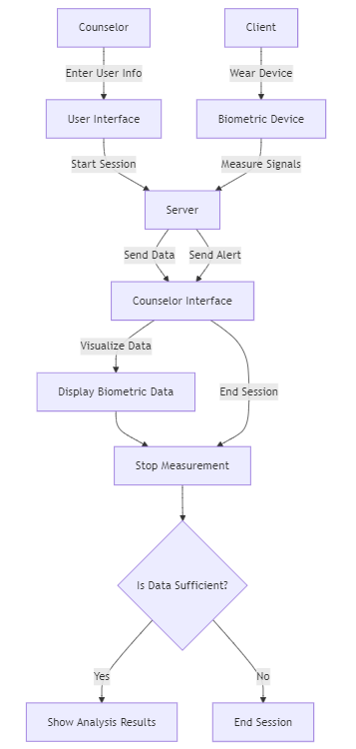 Counselor
Client
Enter User Info
Wear Device
User Interface
Biometric Device
Start Session
Measure Signals
Server
Send Data
Send Alert
Counselor Interface
Visualize Data
Display Biometric Data
End Session
Stop Measurement
Is Data Sufficient?
Yes
No
Show Analysis Results
End Session